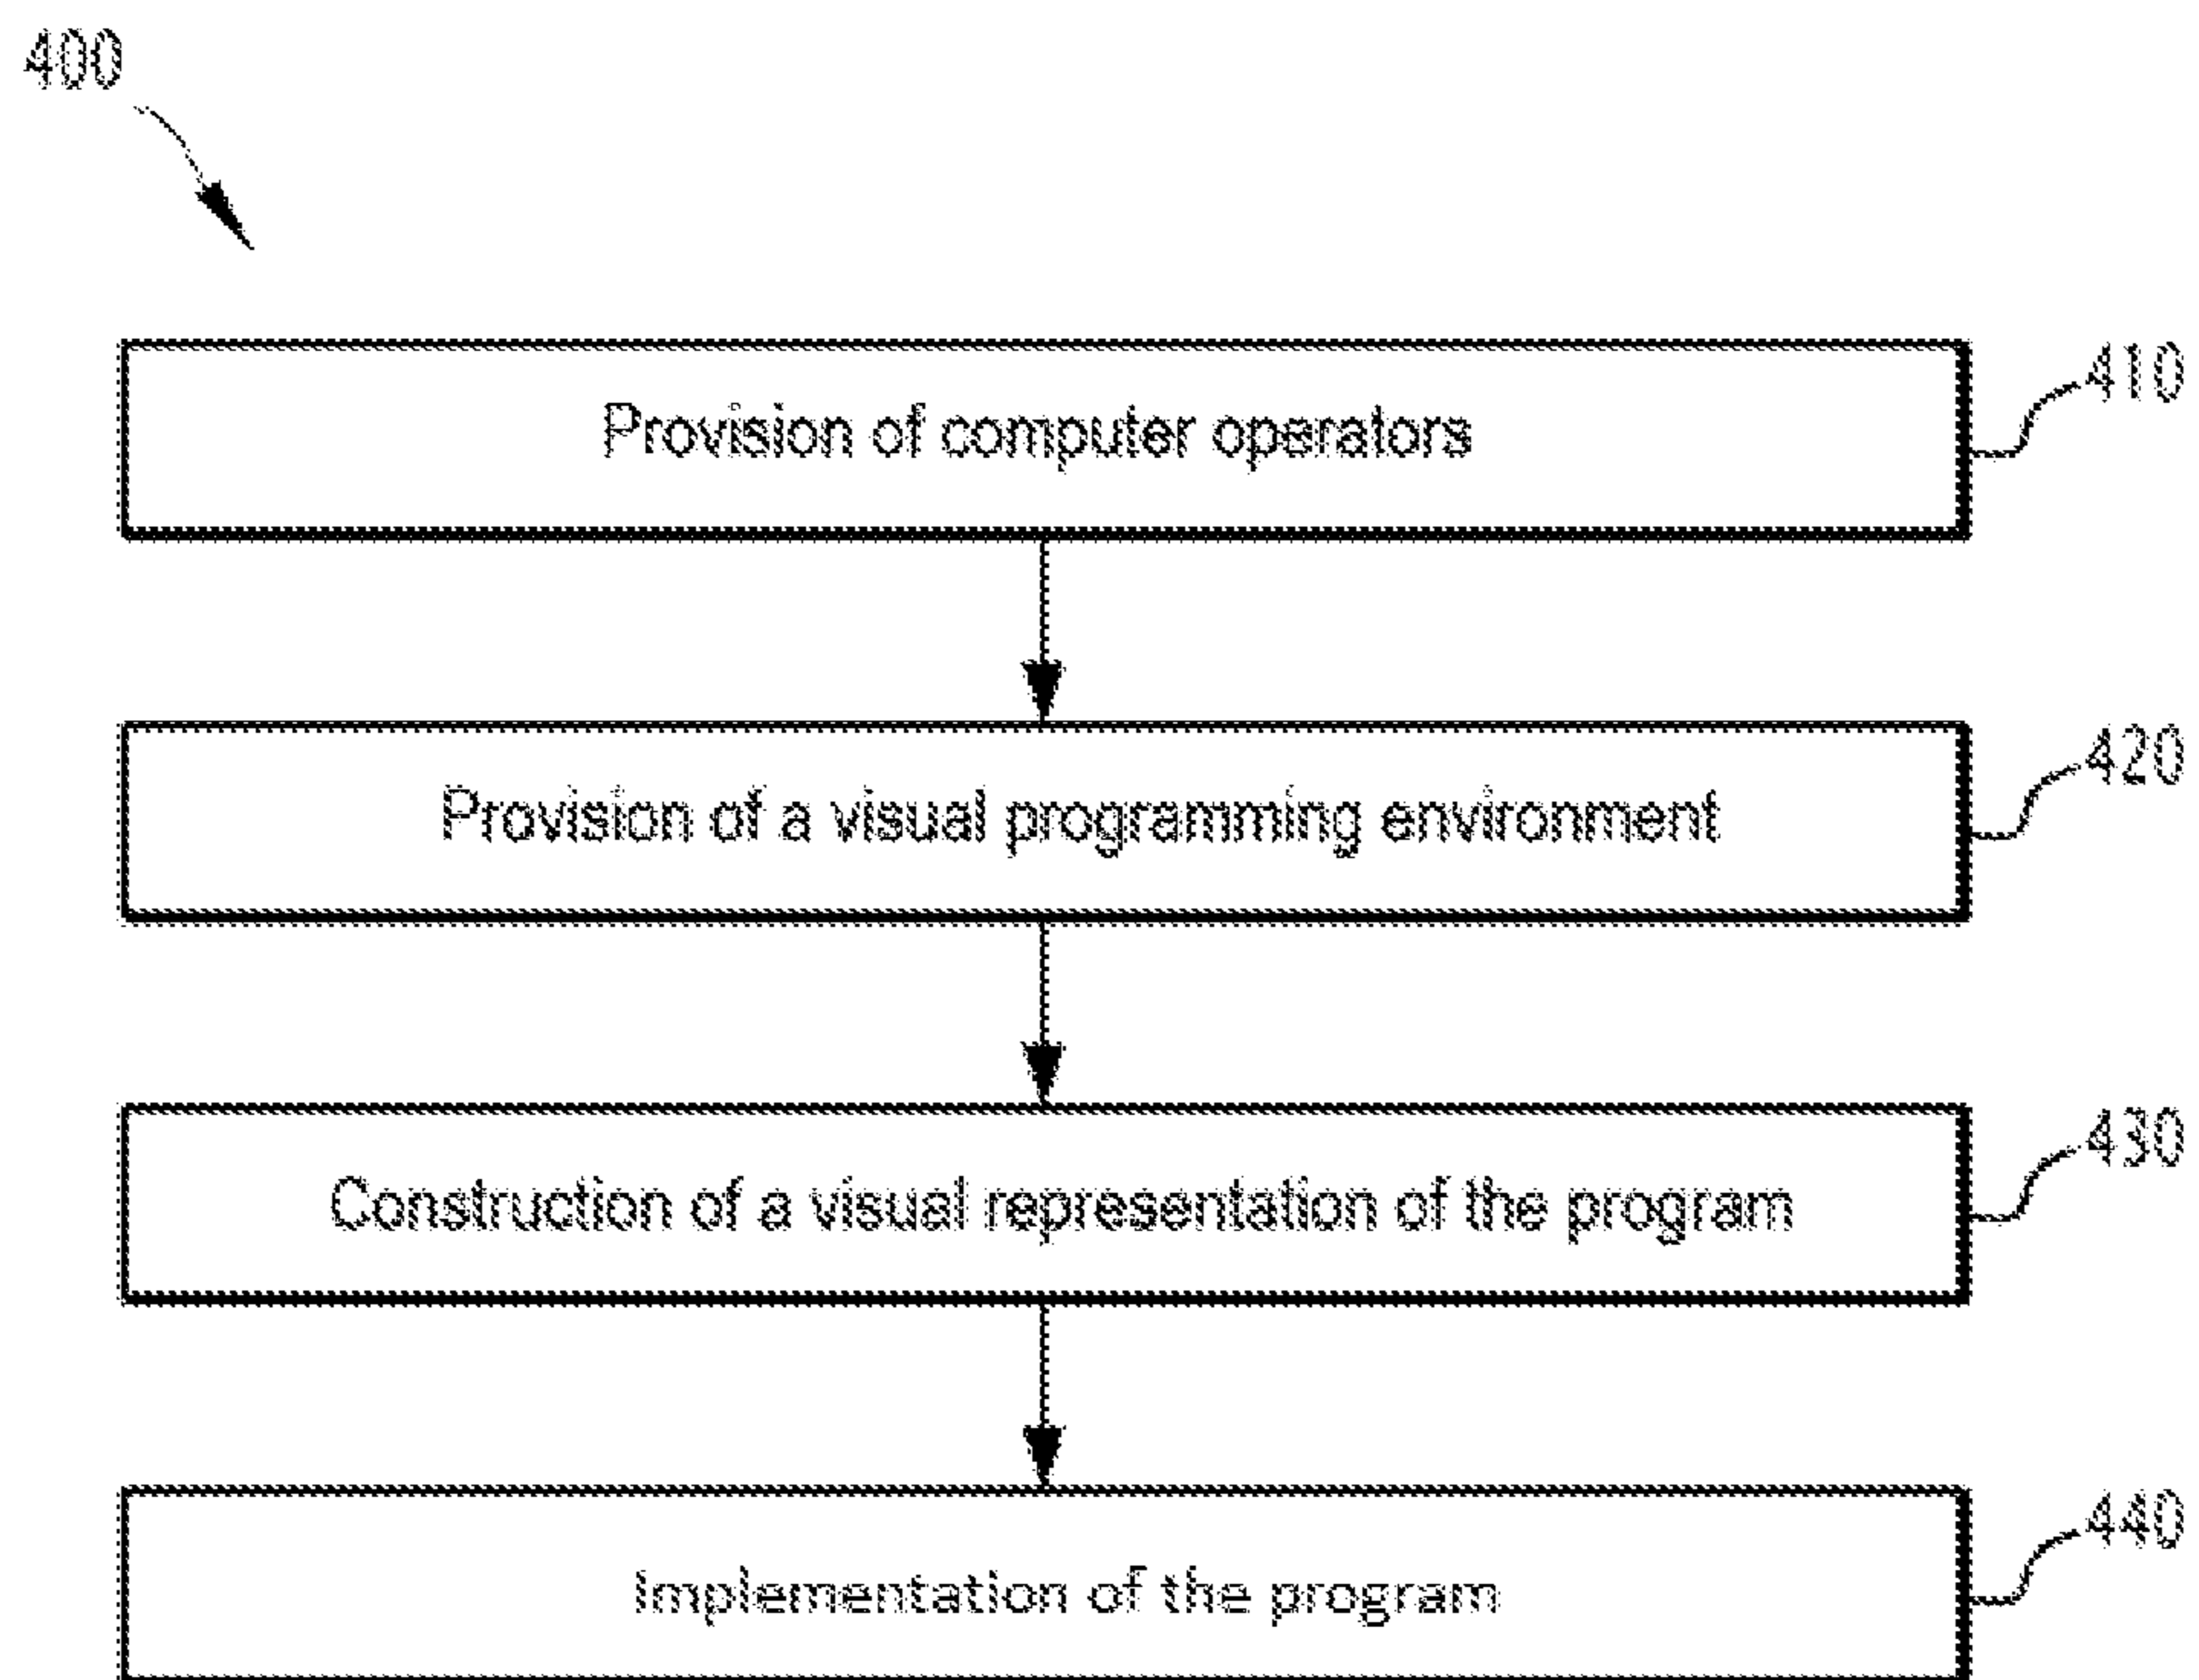 400
Provision of computer operators
410
Provision of a visual programming environment
420
Construction of a visual representation of the program
430
Implementation of the program
440